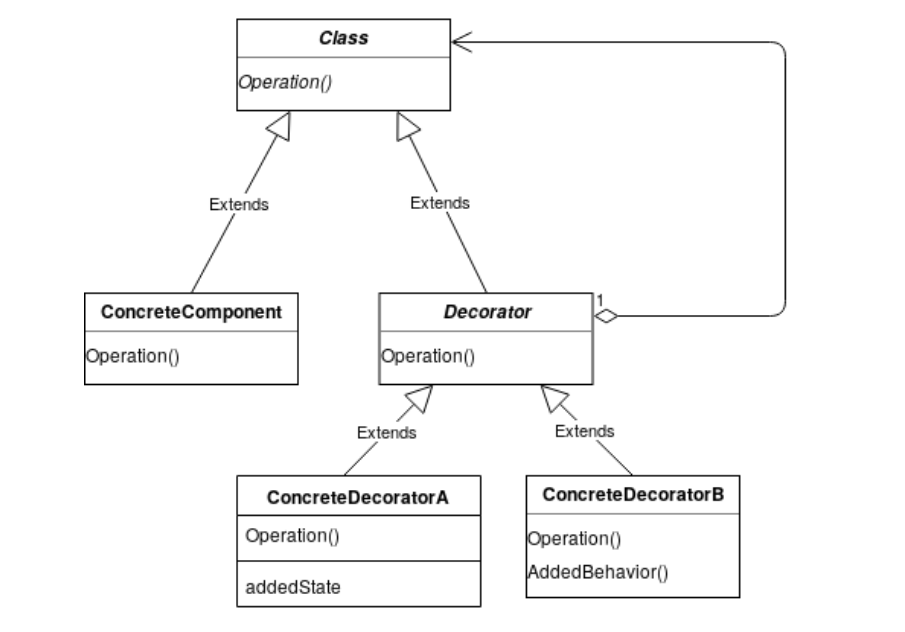 Class
Operation()
Extends
Extends
ConcreteComponent
Operation()
Decorator
Operation()
1
Extends
Extends
ConcreteDecoratorA
Operation()
addedState
ConcreteDecoratorB
Operation()
AddedBehavior()